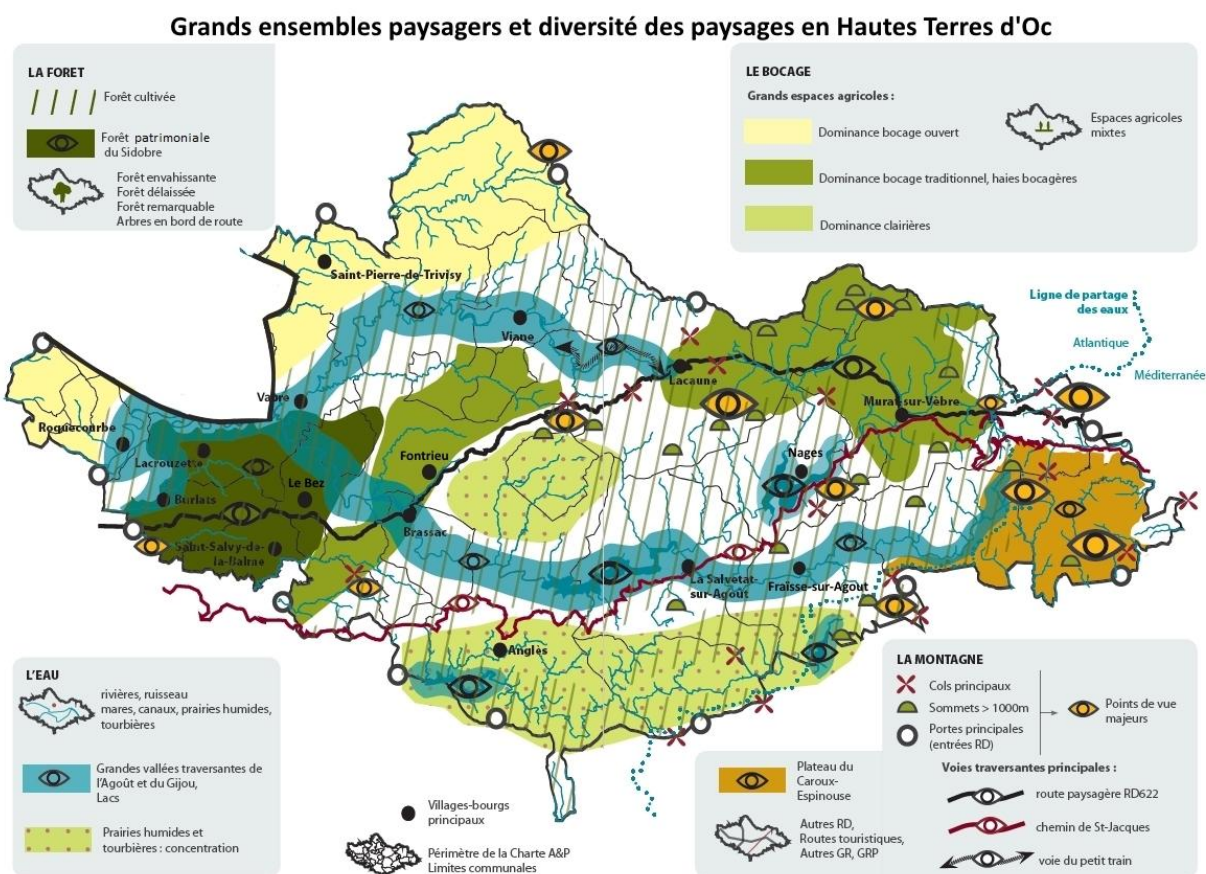 Grands ensembles paysagers et diversité des paysages en Hautes Terres d'Oc
LA FORET
Forêt cultivée
Forêt patrimoniale
du Sidobre
Forêt envahissante
Forêt délaissée
Forêt remarquable
Arbres en bord de route
LE BOCAGE
Grands espaces agricoles :
Dominance bocage ouvert
Dominance bocage traditionnel, haies bocagères
Dominance clairières
Espaces agricoles
mixtes
Saint-Pierre-de-Trivisy
Viane
Lacaune
Ligne de partage
des eaux
Atlantique
Méditerranée
Murat-sur-Vèbre
Vabre
Roquecourbe
Lacrouzette
Fontrieu
Nages
Le Bez
Burlats
Brassac
Saint-Salvy-de-
la-Balme
La Salvetat-
sur-Agoût
Fraïsse-sur-Agout
Anglès
L'EAU
rivières, ruisseau
mares, canaux, prairies humides,
tourbières
Grandes vallées traversantes de
l'Agoût et du Gijou,
Lacs
Prairies humides et
tourbières : concentration
Villages-bourgs
principaux
Périmètre de la Charte A&P
Limites communales
Plateau du
Caroux-
Espinouse
Autres RD,
Routes touristiques,
Autres GR, GRP
LA MONTAGNE
Cols principaux
Sommets > 1000m
Portes principales
(entrées RD)
Points de vue
majeurs
Voies traversantes principales :
route paysagère RD622
chemin de St-Jacques
voie du petit train